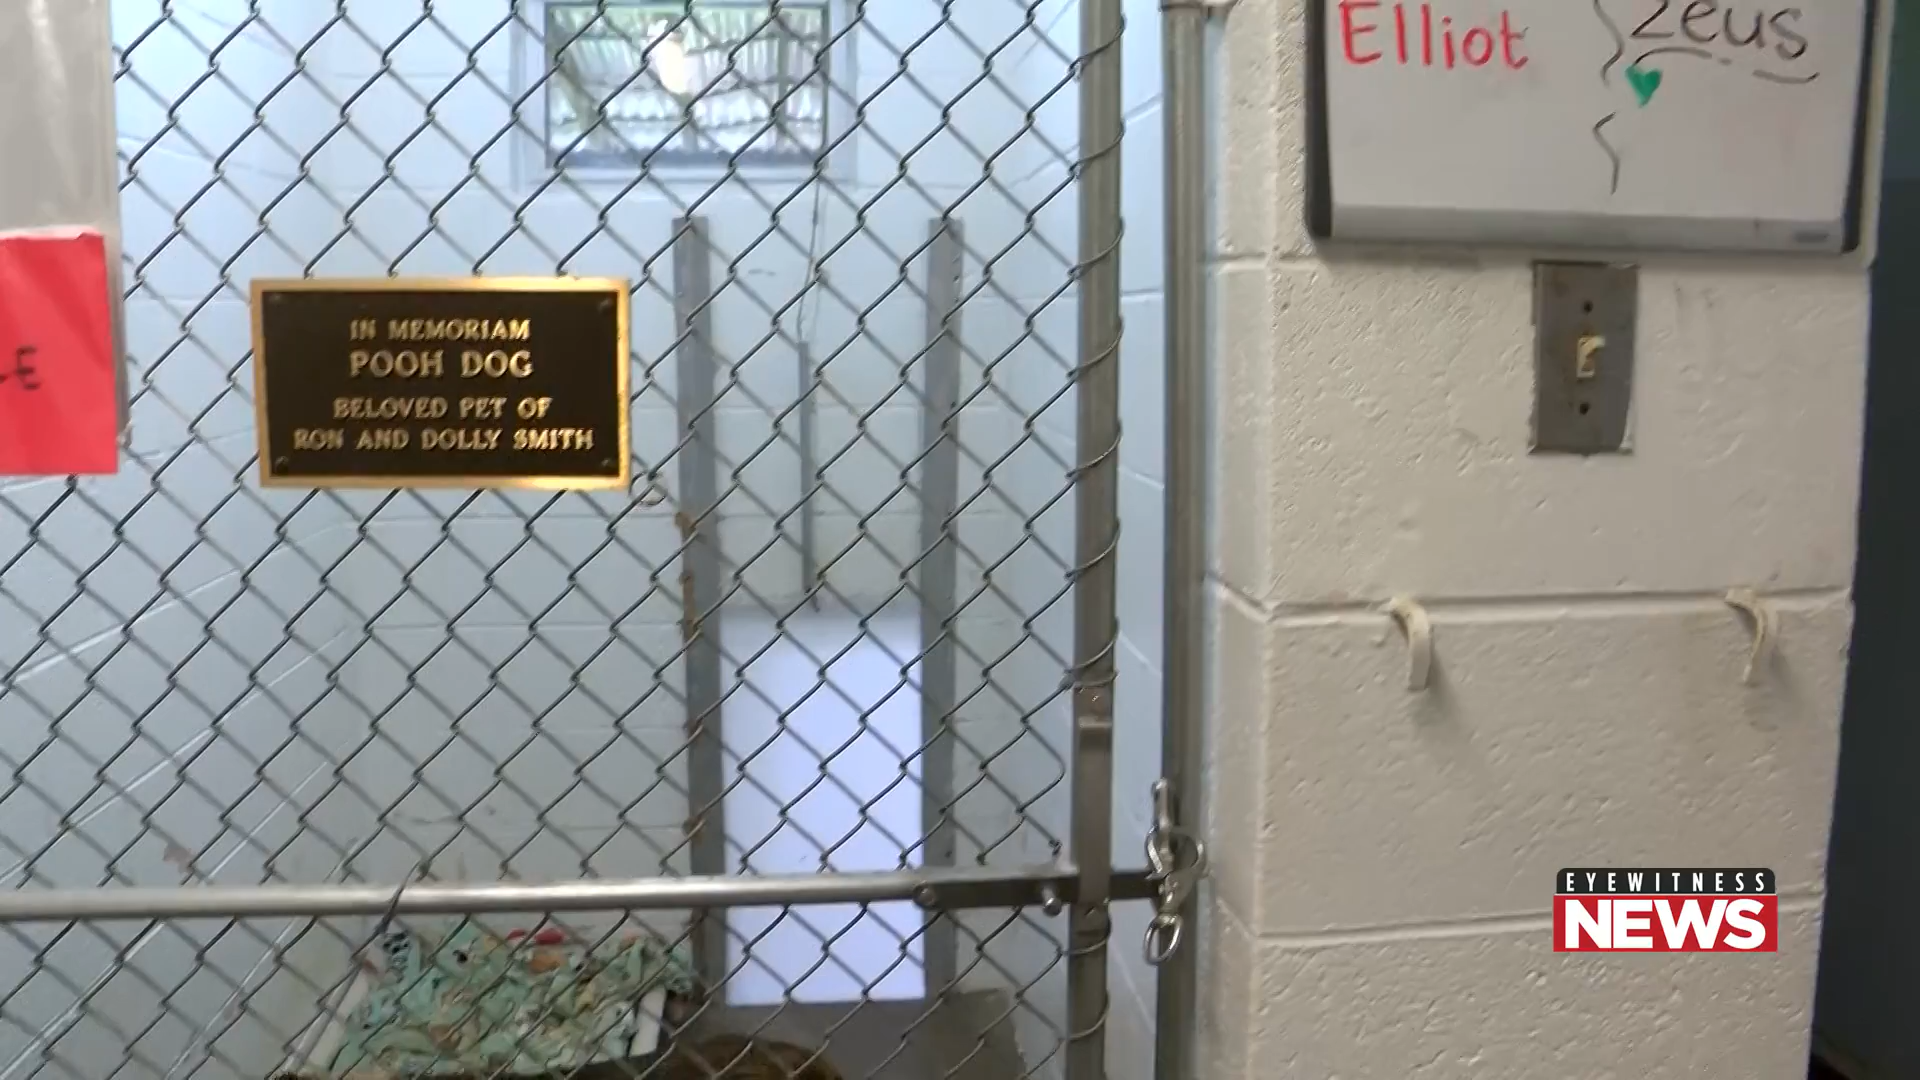 Elliot
Zeus
IN MEMORIAM
POOH DOG
BELOVED PET OF
RON AND DOLLY SMITH
EYEWITNESS
NEWS